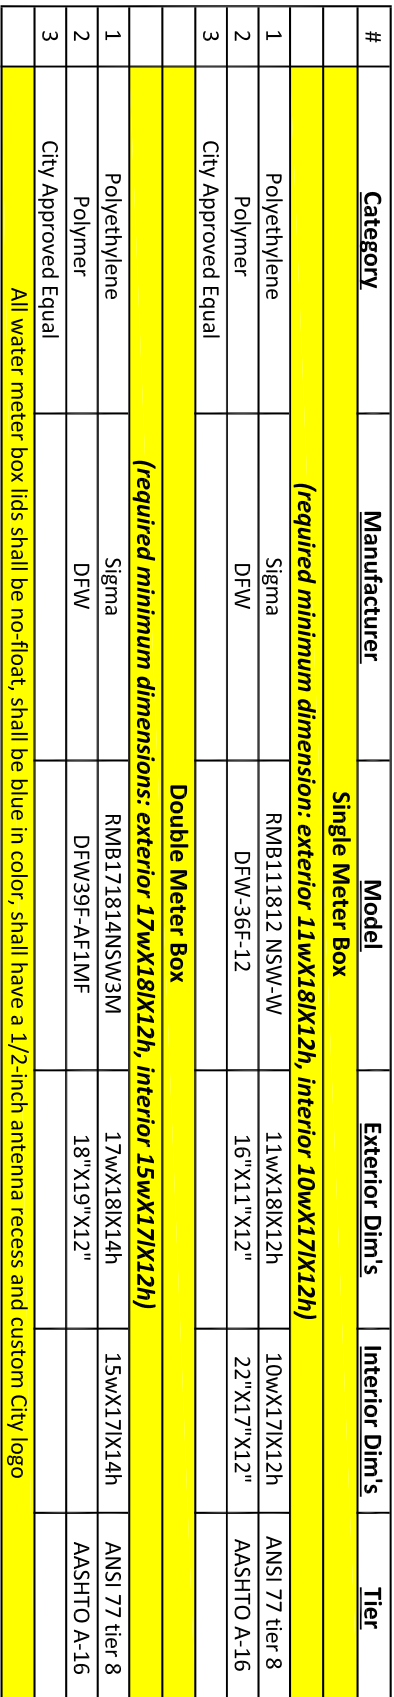 # Category Manufacturer Model Exterior Dim's Interior Dim's Tier
Single Meter Box
(required minimum dimension: exterior 11wX18lX12h, interior 10wX17lX12h)
1 Polyethylene Sigma RMB111812 NSW-W 11wX18lX12h 10wX17lX12h ANSI 77 tier 8
2 Polymer DFW DFW-36F-12 16"X11"X12" 22"X17"X12" AASHTO A-16
3 City Approved Equal
Double Meter Box
(required minimum dimensions: exterior 17wX18lX12h, interior 15wX17lX12h)
1 Polyethylene Sigma RMB171814NSW3M 17wX18lX14h 15wX17lX14h ANSI 77 tier 8
2 Polymer DFW DFW39F-AF1MF 18"X19"X12" AASHTO A-16
3 City Approved Equal
All water meter box lids shall be no-float, shall be blue in color, shall have a 1/2-inch antenna recess and custom City logo